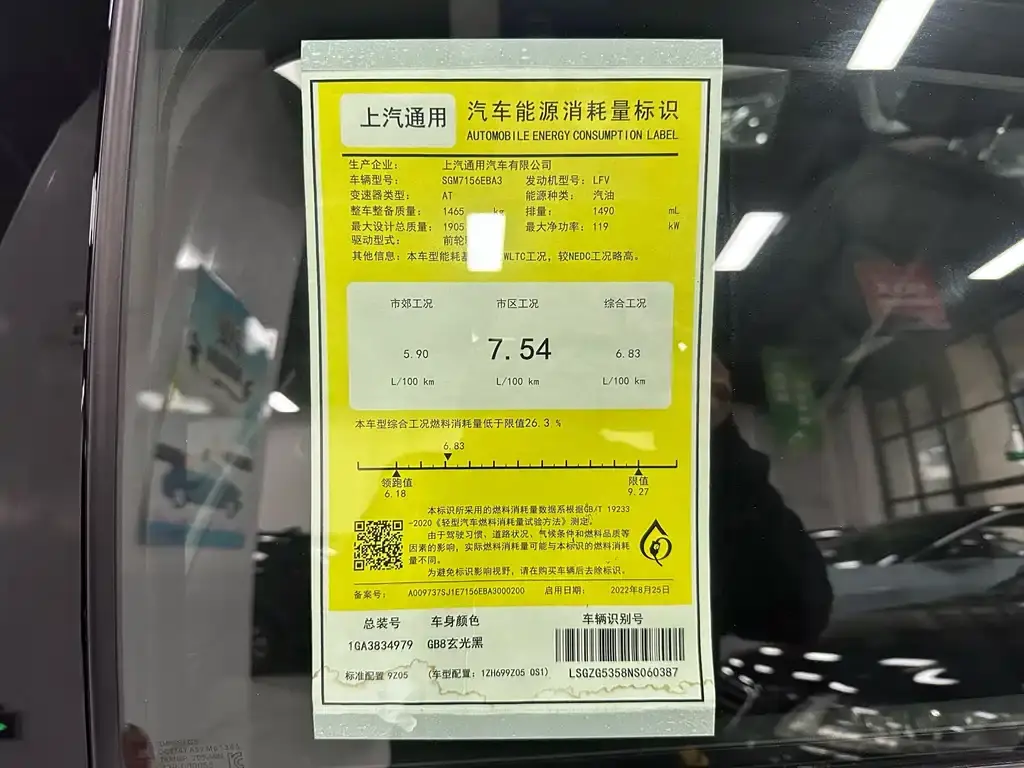 上汽通用
汽车能源消耗量标识
AUTOMOBILE ENERGY CONSUMPTION LABEL
生产企业： 上汽通用汽车有限公司
车辆型号： SGM7156EBA3 发动机型号： LFV
变速器类型： AT 能源种类： 汽油
整车整备质量： 1465 kg 排量： 1490 mL
最大设计总质量： 1905 最大净功率： 119 kW
驱动型式： 前轮
其他信息： 本车型能耗 WLTC工况，较NEDC工况略高。
市郊工况 市区工况 综合工况
5.90 7.54 6.83
L/100 km L/100 km L/100 km
本车型综合工况燃料消耗量低于限值26.3 %
6.83
领跑值 限值
6.18 9.27
本标识所采用的燃料消耗量数据系根据GB/T 19233
-2020《轻型汽车燃料消耗量试验方法》测定。
由于驾驶习惯、道路状况、气候条件和燃料品质等
因素的影响，实际燃料消耗量可能与本标识的燃料消耗
量不同。
为避免标识影响视野，请在购买车辆后去除标识。
备案号： A009737SJ1E7156EBA3000200 启用日期： 2022年8月25日
总装号 车身颜色 车辆识别号
1GA3834979 GB8玄光黑
标准配置 9Z05 (车型配置: 1ZH699Z05 0S1) LSGZG5358NS060387